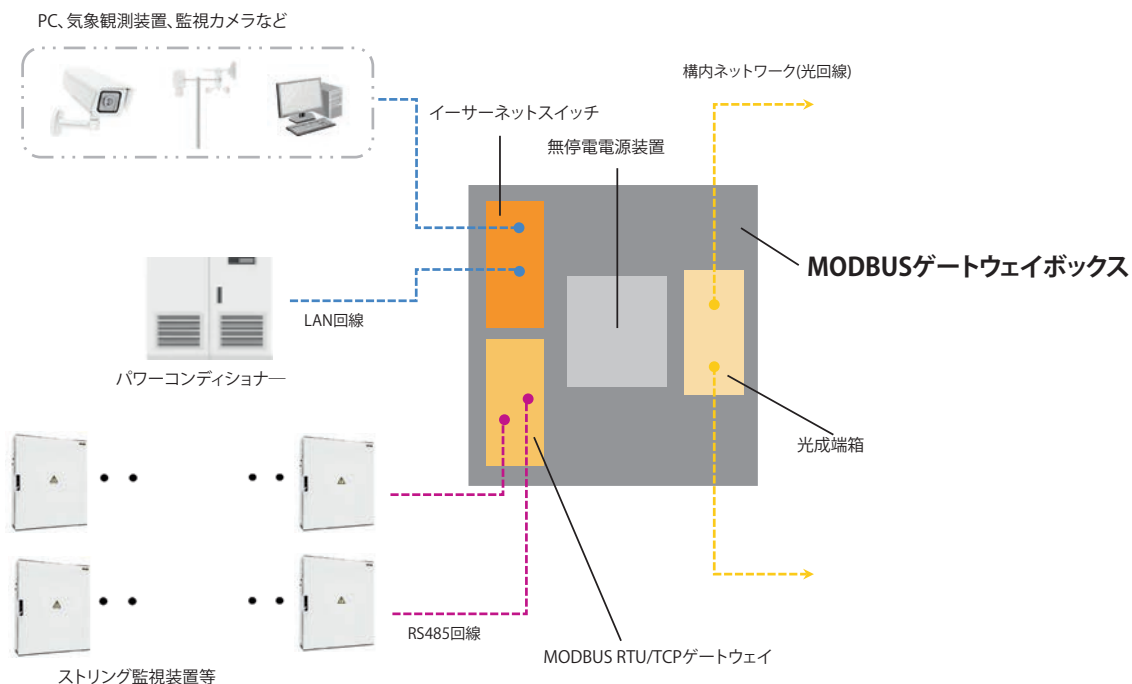 PC、気象観測装置、監視カメラなど
構内ネットワーク(光回線)
イーサーネットスイッチ
無停電電源装置
MODBUSゲートウェイボックス
LAN回線
パワーコンディショナー
光成端箱
RS485回線
MODBUS RTU/TCPゲートウェイ
ストリング監視装置等